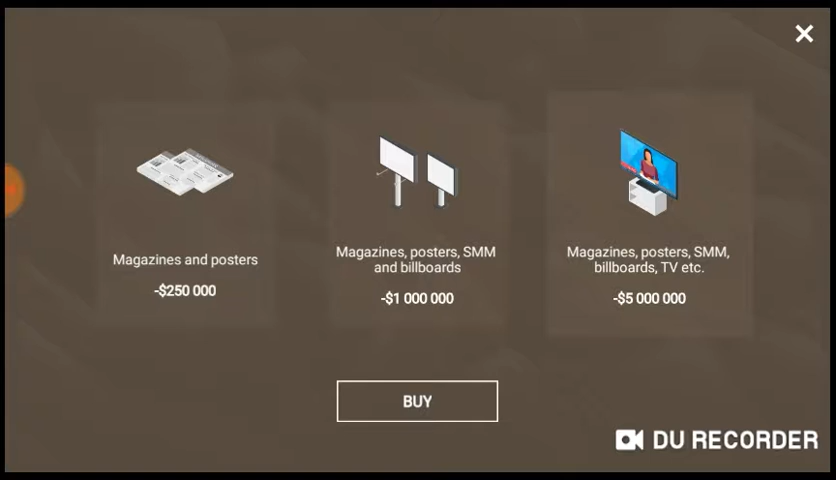 Magazines and posters
-$250 000
Magazines, posters, SMM
and billboards
-$1 000 000
Magazines, posters, SMM,
billboards, TV etc.
-$5 000 000
BUY
DU RECORDER